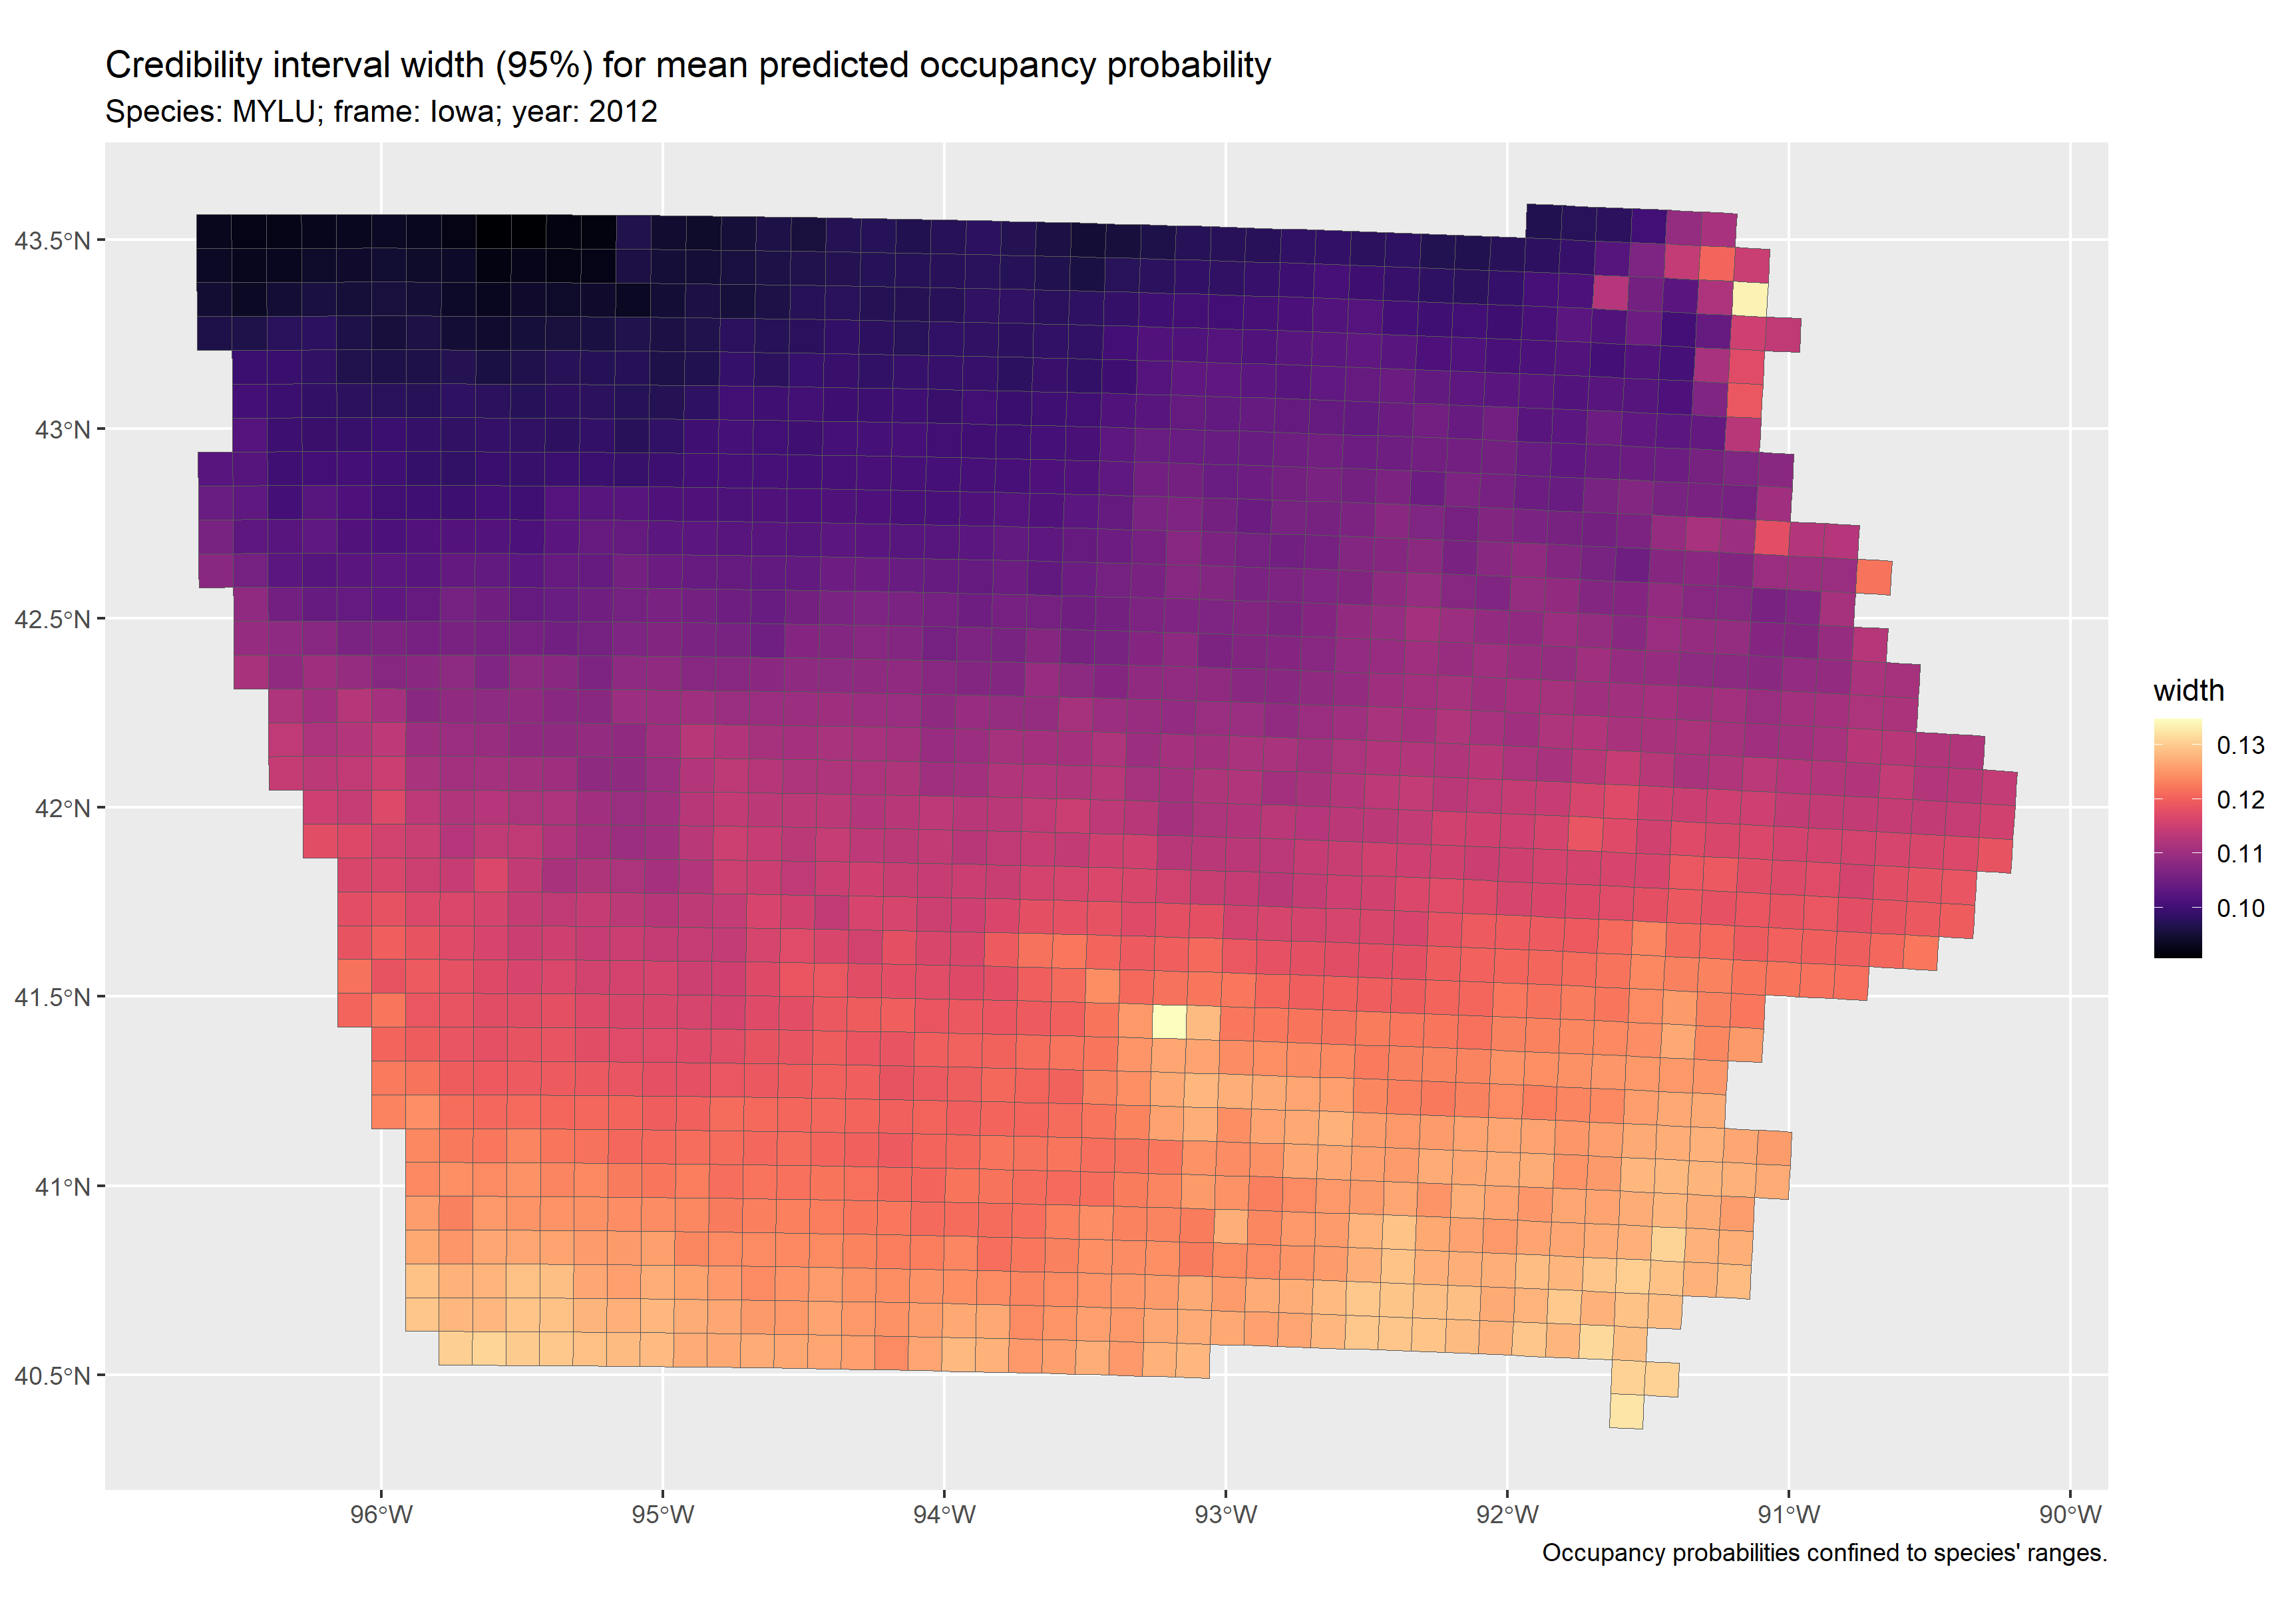 Credibility interval width (95%) for mean predicted occupancy probability
Species: MYLU; frame: Iowa; year: 2012
43.5°N
43°N
42.5°N
42°N
41.5°N
41°N
40.5°N
96°W 95°W 94°W 93°W 92°W 91°W 90°W
width
0.13
0.12
0.11
0.10
Occupancy probabilities confined to species' ranges.